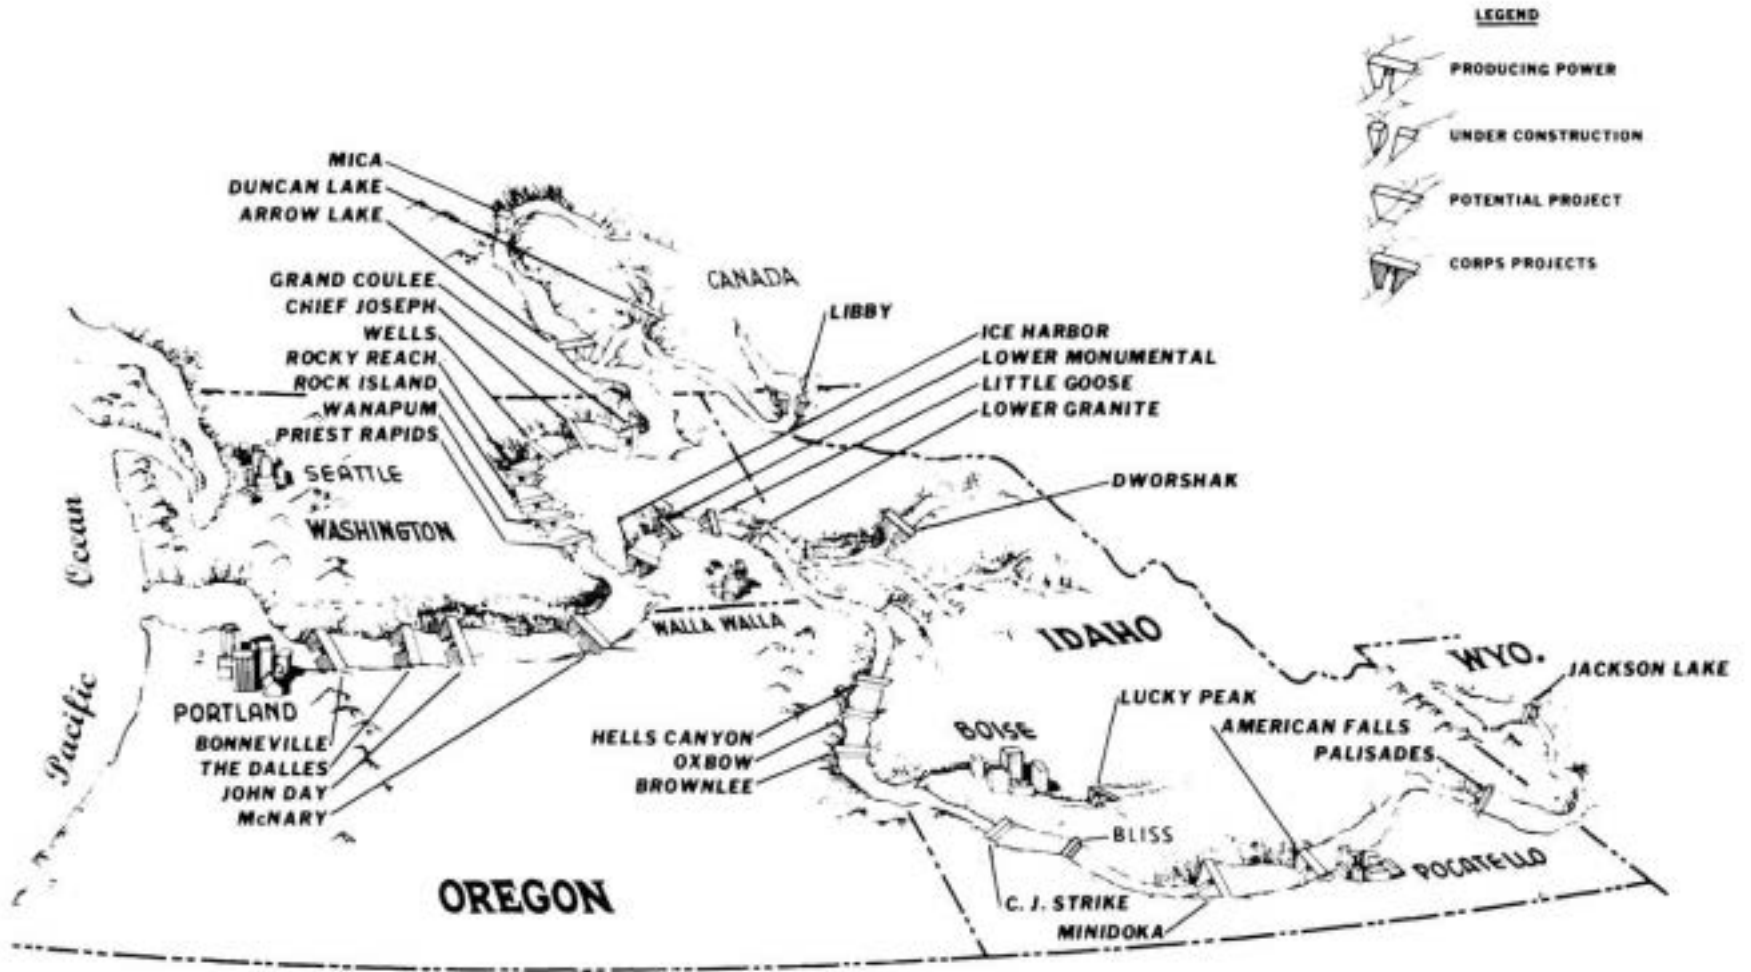 LEGEND
PRODUCING POWER
UNDER CONSTRUCTION
POTENTIAL PROJECT
CORPS PROJECTS
MICA
DUNCAN LAKE
ARROW LAKE
GRAND COULEE
CHIEF JOSEPH
WELLS
ROCKY REACH
ROCK ISLAND
WANAPUM
PRIEST RAPIDS
CANADA
LIBBY
ICE HARBOR
LOWER MONUMENTAL
LITTLE GOOSE
LOWER GRANITE
DWORSHAK
SEATTLE
WASHINGTON
Pacific Ocean
WALLA WALLA
IDAHO
WYO.
JACKSON LAKE
PORTLAND
BONNEVILLE
THE DALLES
JOHN DAY
McNARY
HELLS CANYON
OXBOW
BROWNLEE
BOISE
LUCKY PEAK
AMERICAN FALLS
PALISADES
BLISS
POCATELLO
OREGON
C. J. STRIKE
MINIDOKA